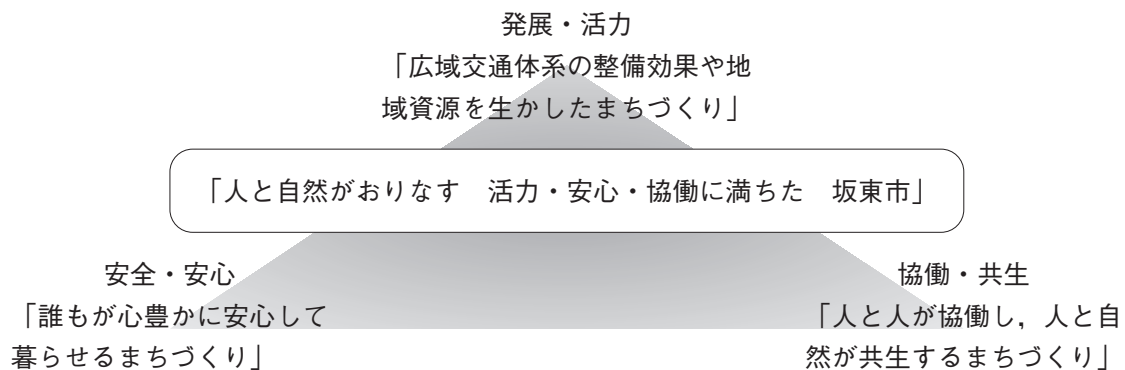 発展・活力
「広域交通体系の整備効果や地
域資源を生かしたまちづくり」
「人と自然がおりなす　活力・安心・協働に満ちた　坂東市」
安全・安心
「誰もが心豊かに安心して
暮らせるまちづくり」
協働・共生
「人と人が協働し，人と自
然が共生するまちづくり」